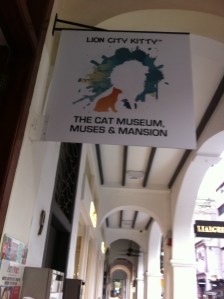 LION CITY KITTY™
THE CAT MUSEUM,
MUSES & MANSION